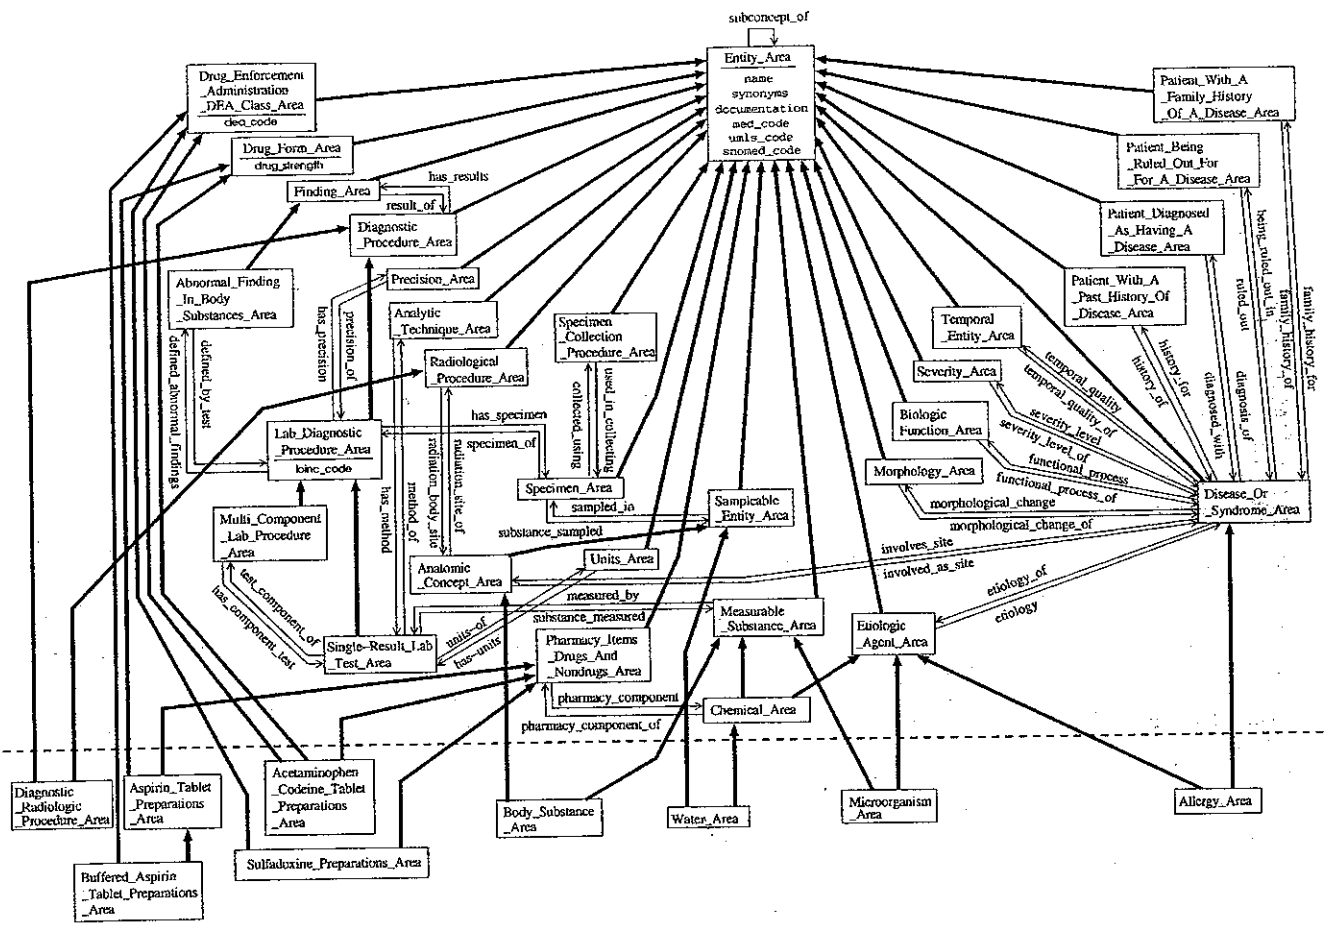 subconcept_of
Entity_Area
name
synonyms
documentation
med_code
umls_code
snomed_code
Drug_Enforcement
_Administration
_DEA_Class_Area
dea_code
Drug_Form_Area
drug_strength
Finding_Area
has_results
result_of
Diagnostic
_Procedure_Area
Patient_With_A
_Family_History
_Of_A_Disease_Area
Patient_Being
_Ruled_Out_For
_For_A_Disease_Area
Patient_Diagnosed
_As_Having_A
_Disease_Area
Patient_With_A
_Past_History_Of
_Disease_Area
Abnormal_Finding
_In_Body
_Substances_Area
Precision_Area
Analytic
_Technique_Area
Radiological
_Procedure_Area
Specimen
_Collection
_Procedure_Area
Temporal
_Entity_Area
Severity_Area
Biologic
Function_Area
Morphology_Area
being_ruled_out_in
ruled_out
family_history_of
family_history_for
history_for
history_of
diagnosed_with
diagnosis_of
temporal_quality
temporal_quality_of
severity_level
severity_level_of
functional_process
functional_process_of
morphological_change
morphological_change_of
Disease_Or
_Syndrome_Area
has_precision
precision_of
defined_by_test
defined_abnormal_findings
Lab_Diagnostic
_Procedure_Area
loinc_code
has_specimen
specimen_of
collected_using
used_in_collecting
Specimen_Area
sampled_in
substance_sampled
Sampleable
_Entity_Area
has_method
method_of
radiation_body_site
radiation_site_of
Multi_Component
_Lab_Procedure
_Area
test_component_of
has_component_test
Anatomic
_Concept_Area
Units_Area
involves_site
involved_as_site
etiology_of
etiology
measured_by
substance_measured
units-of
has-units
Single-Result_Lab
_Test_Area
Pharmacy_Items
_Drugs_And
_Nondrugs_Area
Measurable
_Substance_Area
Etiologic
_Agent_Area
pharmacy_component
pharmacy_component_of
Chemical_Area
Diagnostic
_Radiologic
_Procedure_Area
Aspirin_Tablet
_Preparations
_Area
Acetaminophen
_Codeine_Tablet
_Preparations
_Area
Body_Substance
_Area
Water_Area
Microorganism
_Area
Allergy_Area
Sulfadoxine_Preparations_Area
Buffered_Aspirin
_Tablet_Preparations
_Area